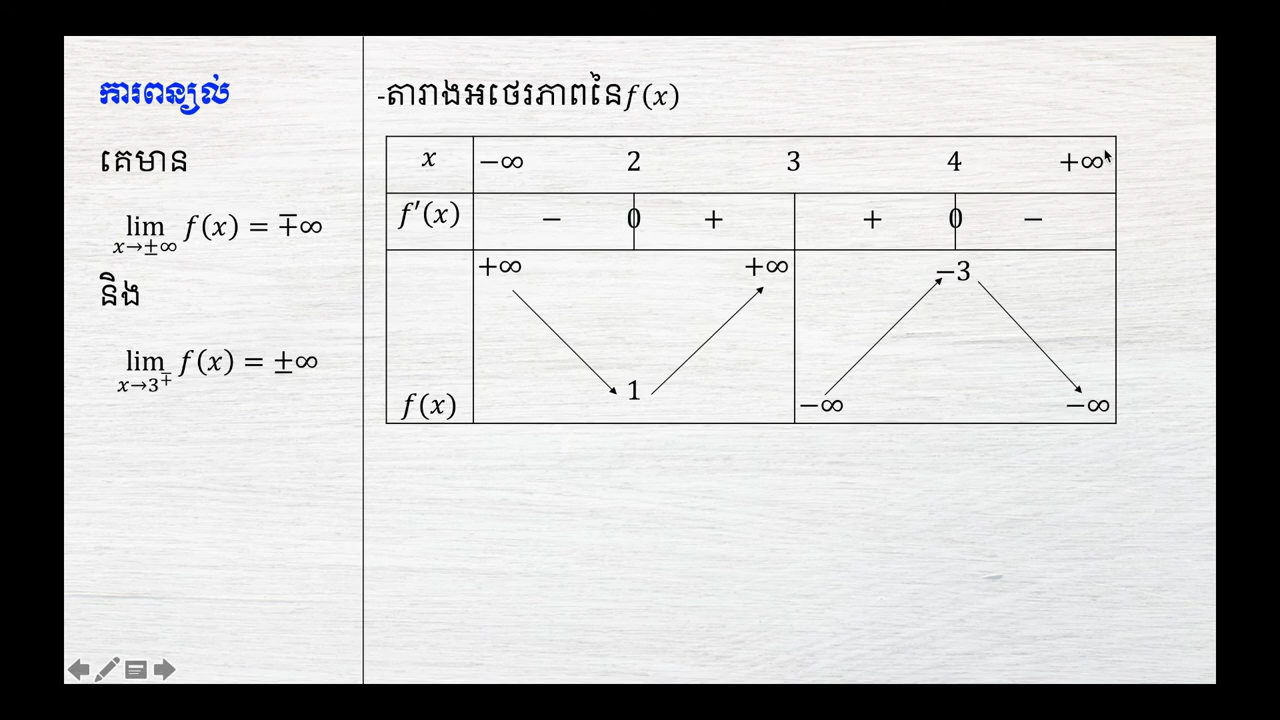 ការពន្យល់
គេមាន
lim x→±∞ f(x) = ∓∞
និង
lim x→3∓ f(x) = ±∞
-តារាងអថេរភាពនៃf(x)
x −∞ 2 3 4 +∞
f′(x) − 0 + + 0 −
+∞ +∞ −3
1
f(x) −∞ −∞